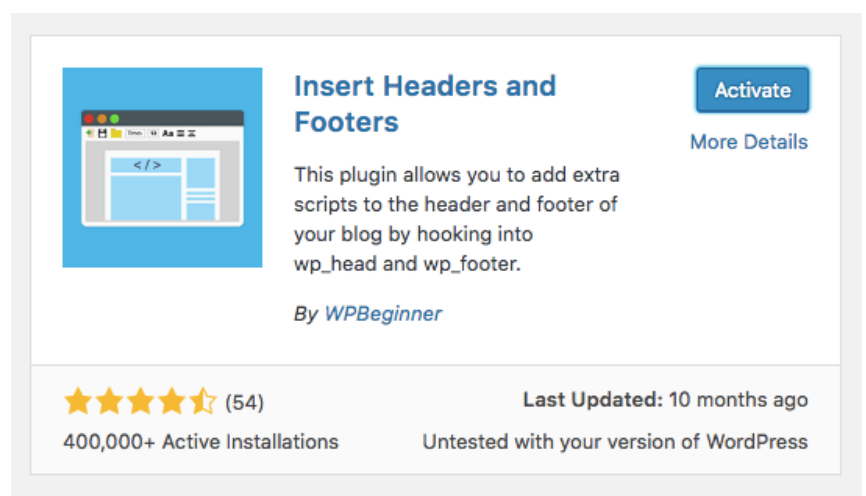 Insert Headers and
Footers
Activate
More Details
This plugin allows you to add extra
scripts to the header and footer of
your blog by hooking into
wp_head and wp_footer.
By WPBeginner
</>
Times
Aa
(54)
400,000+ Active Installations
Last Updated: 10 months ago
Untested with your version of WordPress